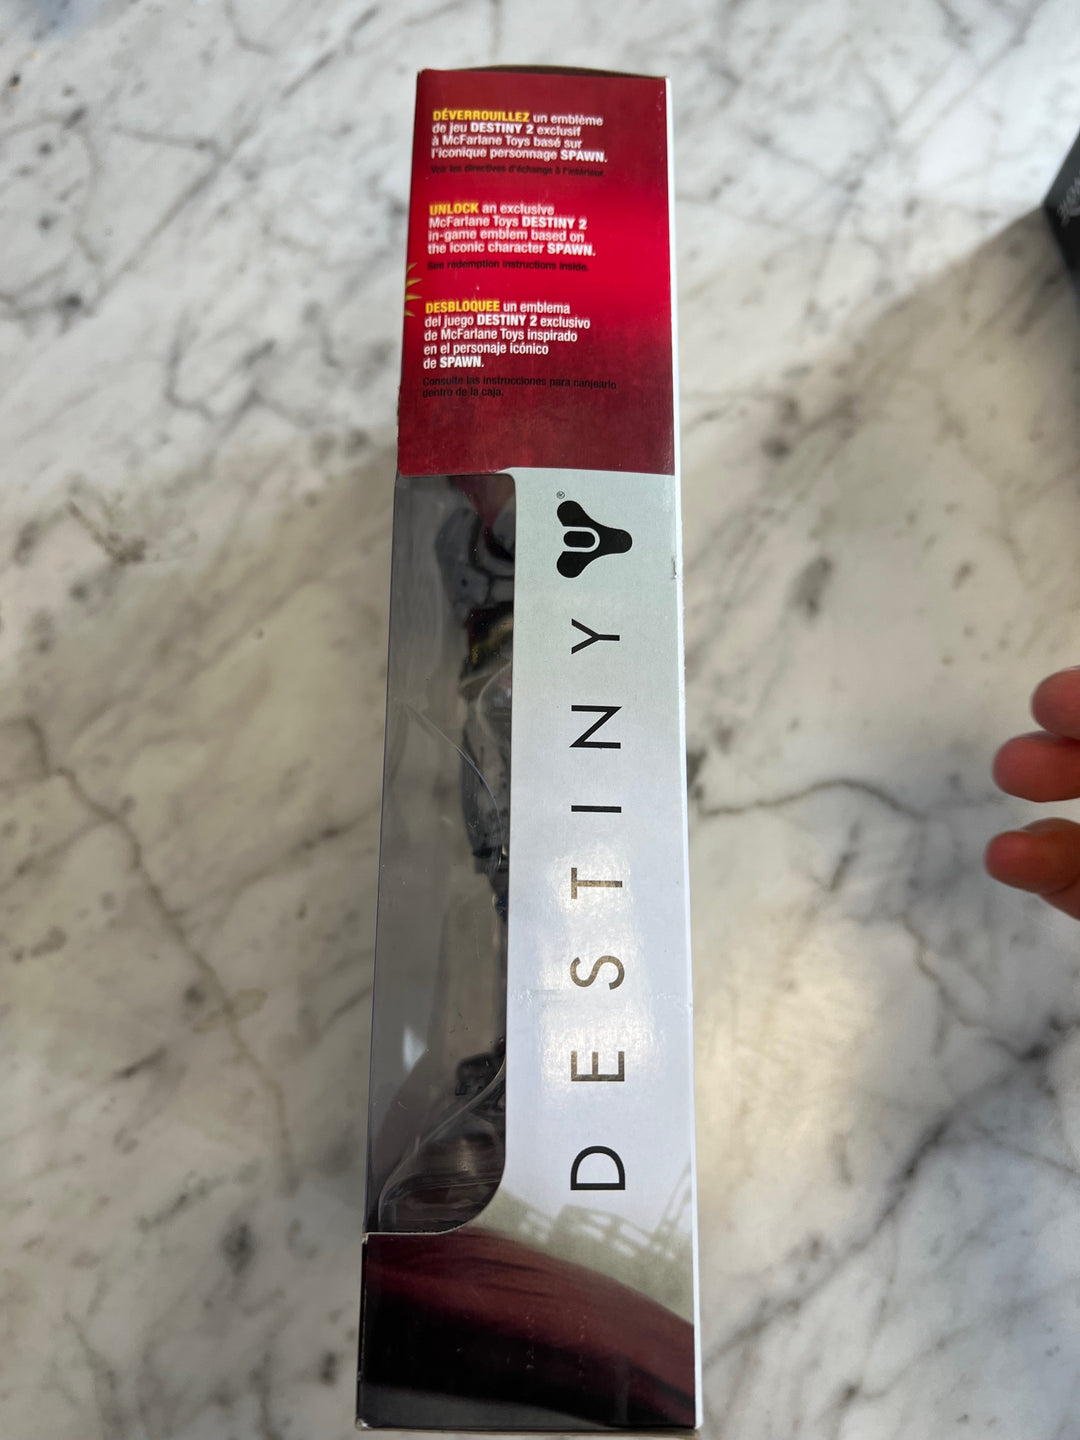 DÉVERROUILLEZ un emblème
de jeu DESTINY 2 exclusif
à McFarlane Toys basé sur
l'iconique personnage SPAWN.
Voir les directives d'échange à l'intérieur.
UNLOCK an exclusive
McFarlane Toys DESTINY 2
in-game emblem based on
the iconic character SPAWN.
See redemption instructions inside.
DESBLOQUEE un emblema
del juego DESTINY 2 exclusivo
de McFarlane Toys inspirado
en el personaje icónico
de SPAWN.
Consulte las instrucciones para canjearlo
dentro de la caja.
DESTINY ®